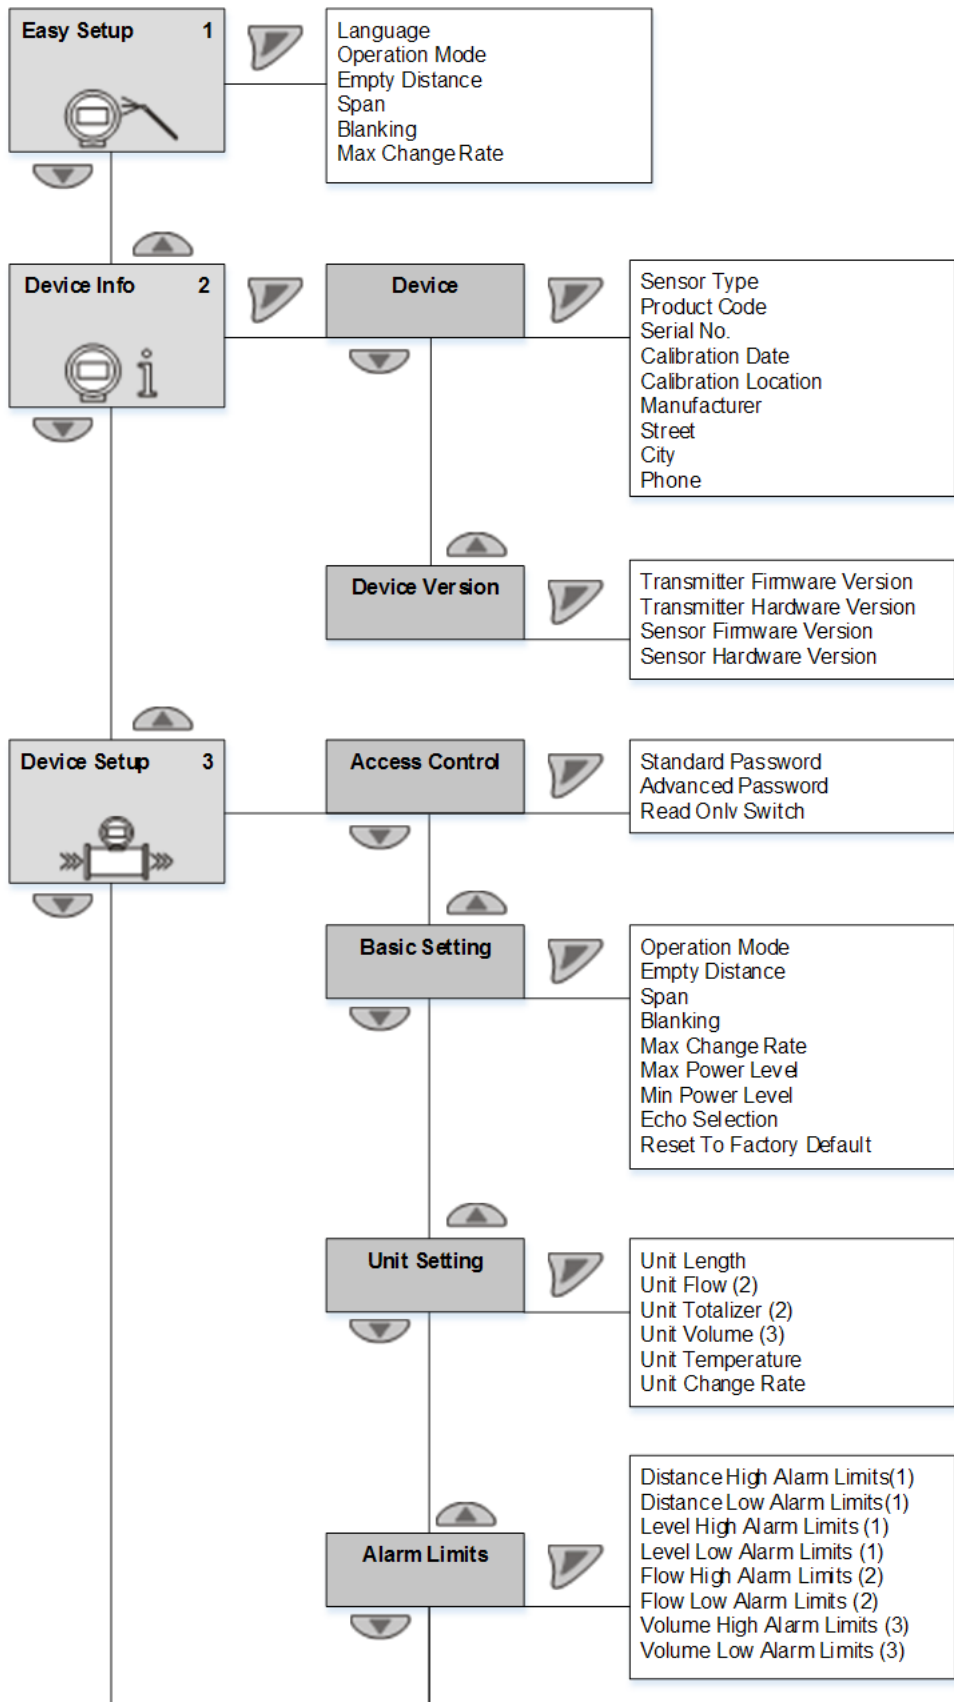 Easy Setup 1
Language
Operation Mode
Empty Distance
Span
Blanking
Max Change Rate
Device Info 2
Device
Sensor Type
Product Code
Serial No.
Calibration Date
Calibration Location
Manufacturer
Street
City
Phone
Device Version
Transmitter Firmware Version
Transmitter Hardware Version
Sensor Firmware Version
Sensor Hardware Version
Device Setup 3
Access Control
Standard Password
Advanced Password
Read Only Switch
Basic Setting
Operation Mode
Empty Distance
Span
Blanking
Max Change Rate
Max Power Level
Min Power Level
Echo Selection
Reset To Factory Default
Unit Setting
Unit Length
Unit Flow (2)
Unit Totalizer (2)
Unit Volume (3)
Unit Temperature
Unit Change Rate
Alarm Limits
Distance High Alarm Limits(1)
Distance Low Alarm Limits(1)
Level High Alarm Limits (1)
Level Low Alarm Limits (1)
Flow High Alarm Limits (2)
Flow Low Alarm Limits (2)
Volume High Alarm Limits (3)
Volume Low Alarm Limits (3)